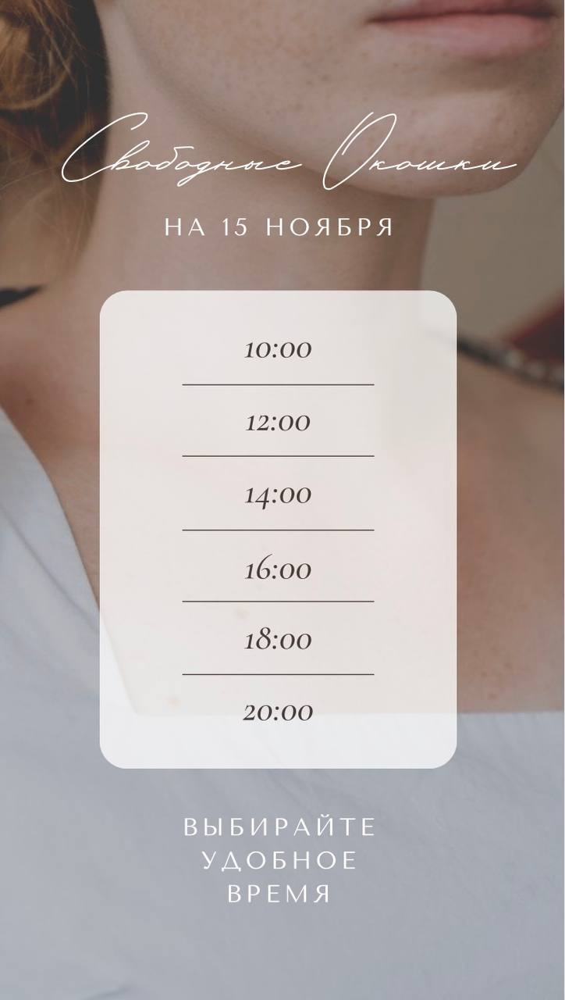 Свободные Окошки
НА 15 НОЯБРЯ
10:00
12:00
14:00
16:00
18:00
20:00
ВЫБИРАЙТЕ
УДОБНОЕ
ВРЕМЯ